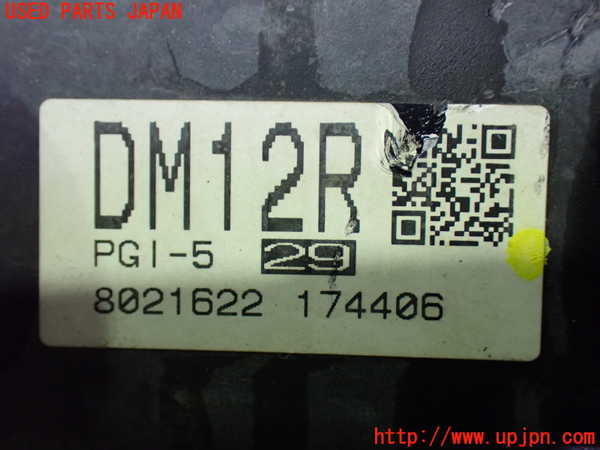 USED PARTS JAPAN
DM12R
PGI-5 29
8021622 174406
http://www.upjpn.com/